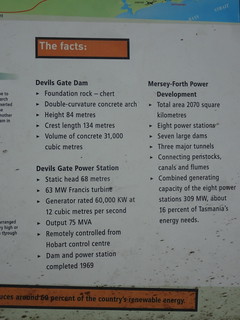 The facts:
Devils Gate Dam
► Foundation rock – chert
► Double-curvature concrete arch
► Height 84 metres
► Crest length 134 metres
► Volume of concrete 31,000
cubic metres
Devils Gate Power Station
► Static head 68 metres
► 63 MW Francis turbine
► Generator rated 60,000 KW at
12 cubic metres per second
► Output 75 MVA
► Remotely controlled from
Hobart control centre
► Dam and power station
completed 1969
Mersey-Forth Power
Development
► Total area 2070 square
kilometres
► Eight power stations
► Seven large dams
► Three major tunnels
► Connecting penstocks,
canals and flumes
► Combined generating
capacity of the eight power
stations 309 MW, about
16 percent of Tasmania's
energy needs.
around 60 percent of the country's renewable energy.